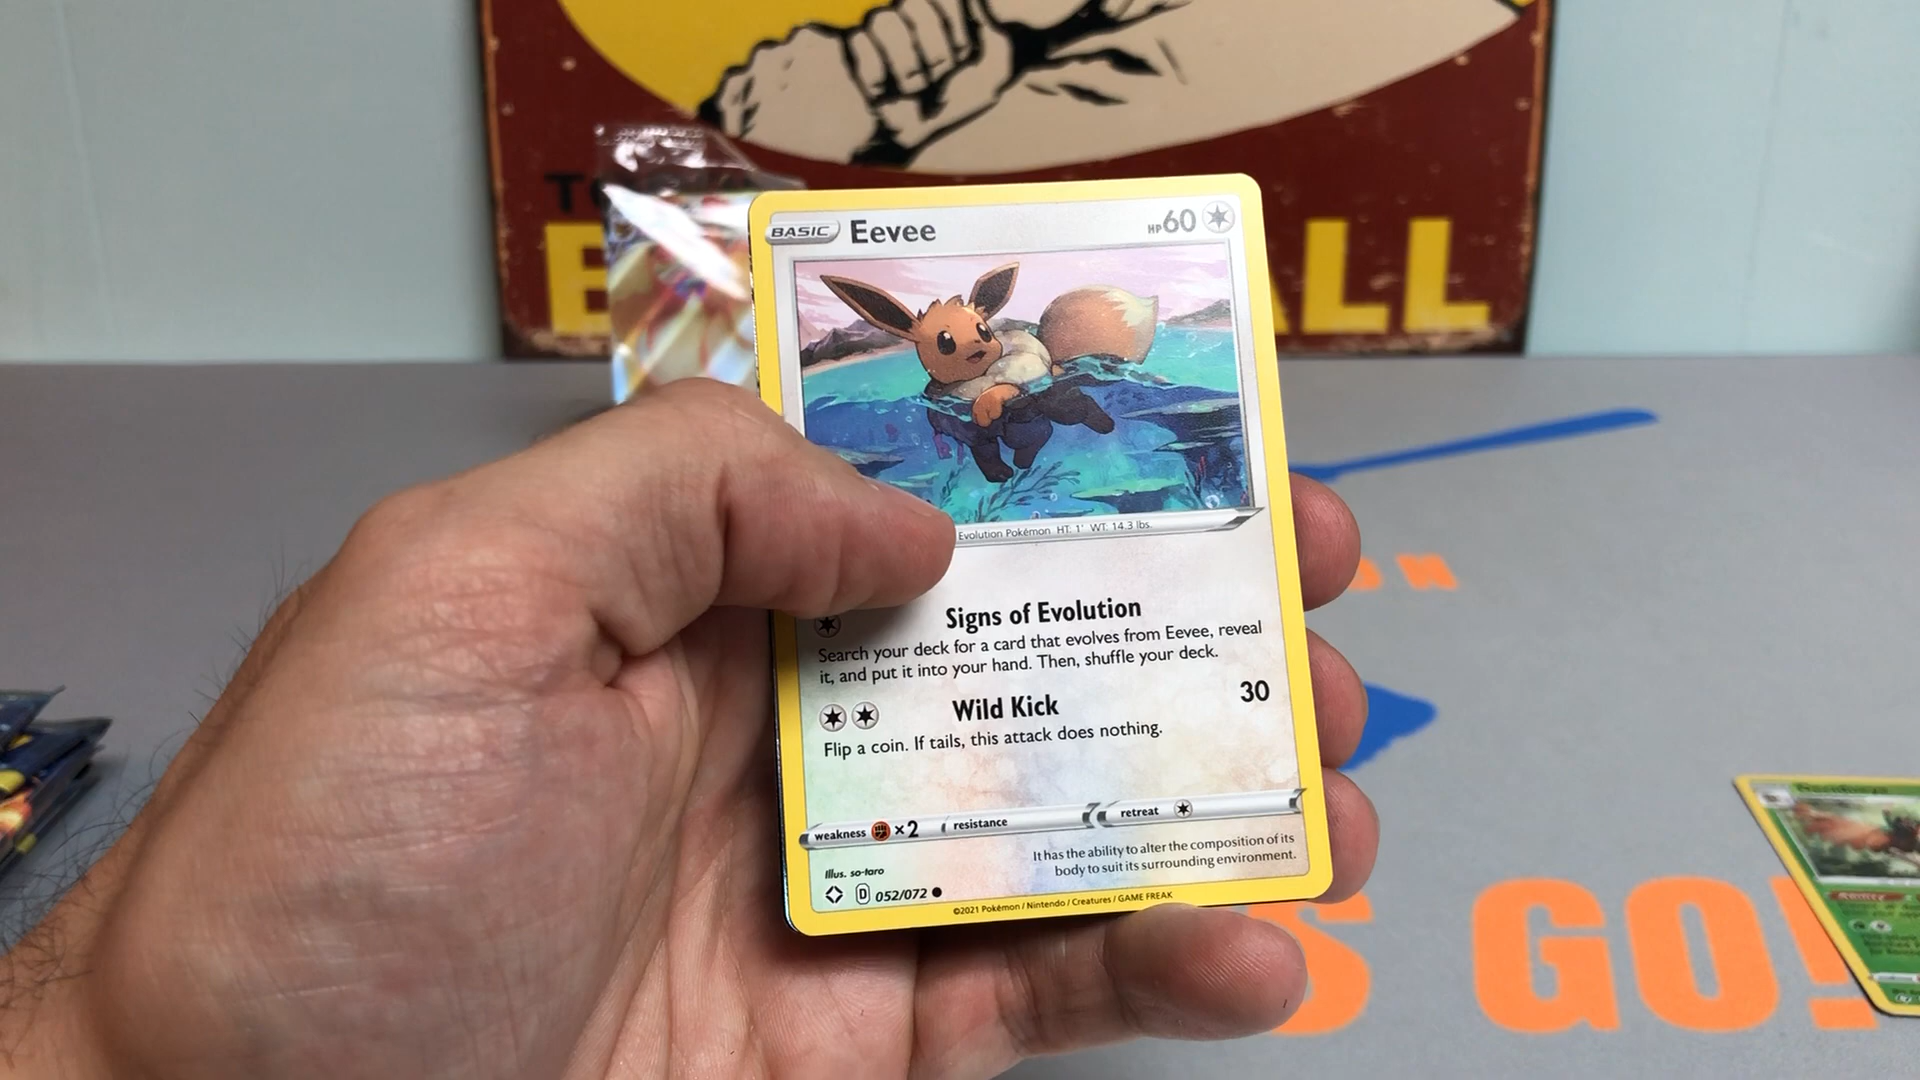 BASIC Eevee HP60
Evolution Pokémon HT: 1' WT: 14.3 lbs.
Signs of Evolution
Search your deck for a card that evolves from Eevee, reveal
it, and put it into your hand. Then, shuffle your deck.
Wild Kick 30
Flip a coin. If tails, this attack does nothing.
weakness ×2 resistance retreat
It has the ability to alter the composition of its
body to suit its surrounding environment.
Illus. so-taro
D 052/072
©2021 Pokémon / Nintendo / Creatures / GAME FREAK
ALL
ON
S GO!